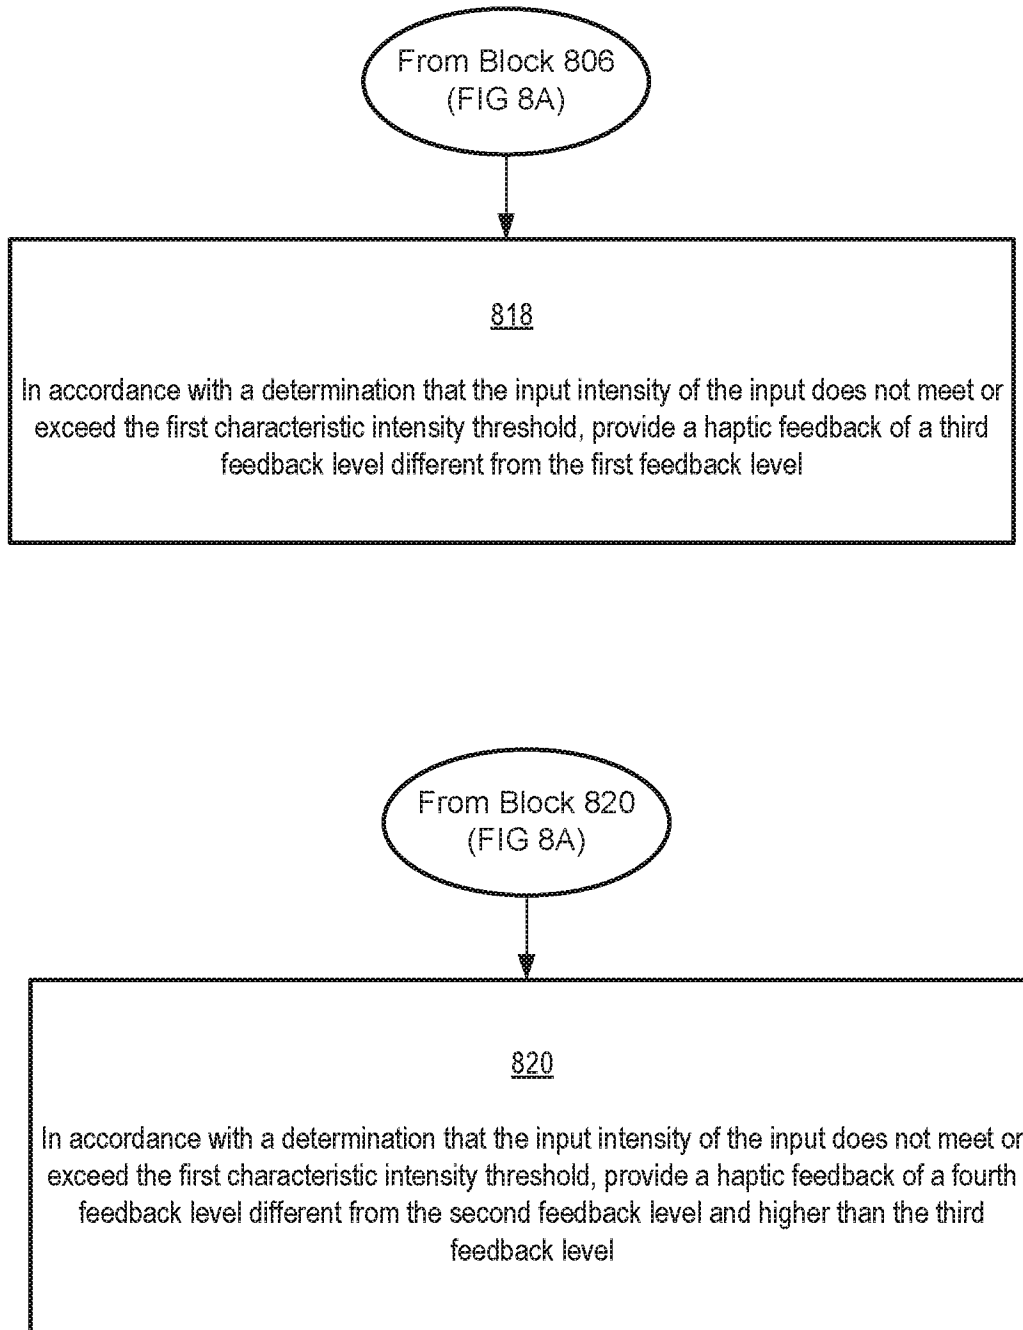 From Block 806
(FIG 8A)
818
In accordance with a determination that the input intensity of the input does not meet or
exceed the first characteristic intensity threshold, provide a haptic feedback of a third
feedback level different from the first feedback level
From Block 820
(FIG 8A)
820
In accordance with a determination that the input intensity of the input does not meet or
exceed the first characteristic intensity threshold, provide a haptic feedback of a fourth
feedback level different from the second feedback level and higher than the third
feedback level